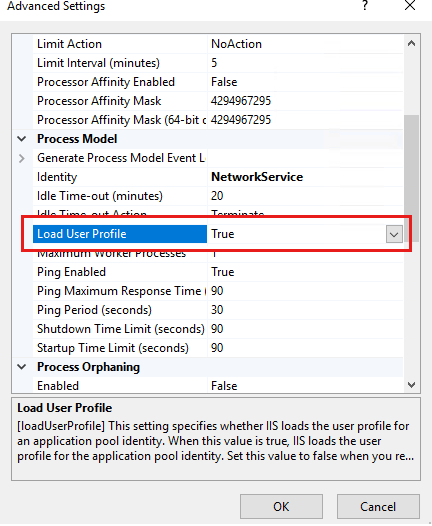 Advanced Settings
Limit Action NoAction
Limit Interval (minutes) 5
Processor Affinity Enabled False
Processor Affinity Mask 4294967295
Processor Affinity Mask (64-bit c 4294967295
Process Model
Generate Process Model Event L
Identity NetworkService
Idle Time-out (minutes) 20
Idle Time-out Action Terminate
Load User Profile True
Maximum Worker Processes 1
Ping Enabled True
Ping Maximum Response Time ( 90
Ping Period (seconds) 30
Shutdown Time Limit (seconds) 90
Startup Time Limit (seconds) 90
Process Orphaning
Enabled False
Load User Profile
[loadUserProfile] This setting specifies whether IIS loads the user profile for
an application pool identity. When this value is true, IIS loads the user
profile for the application pool identity. Set this value to false when you re...
OK Cancel